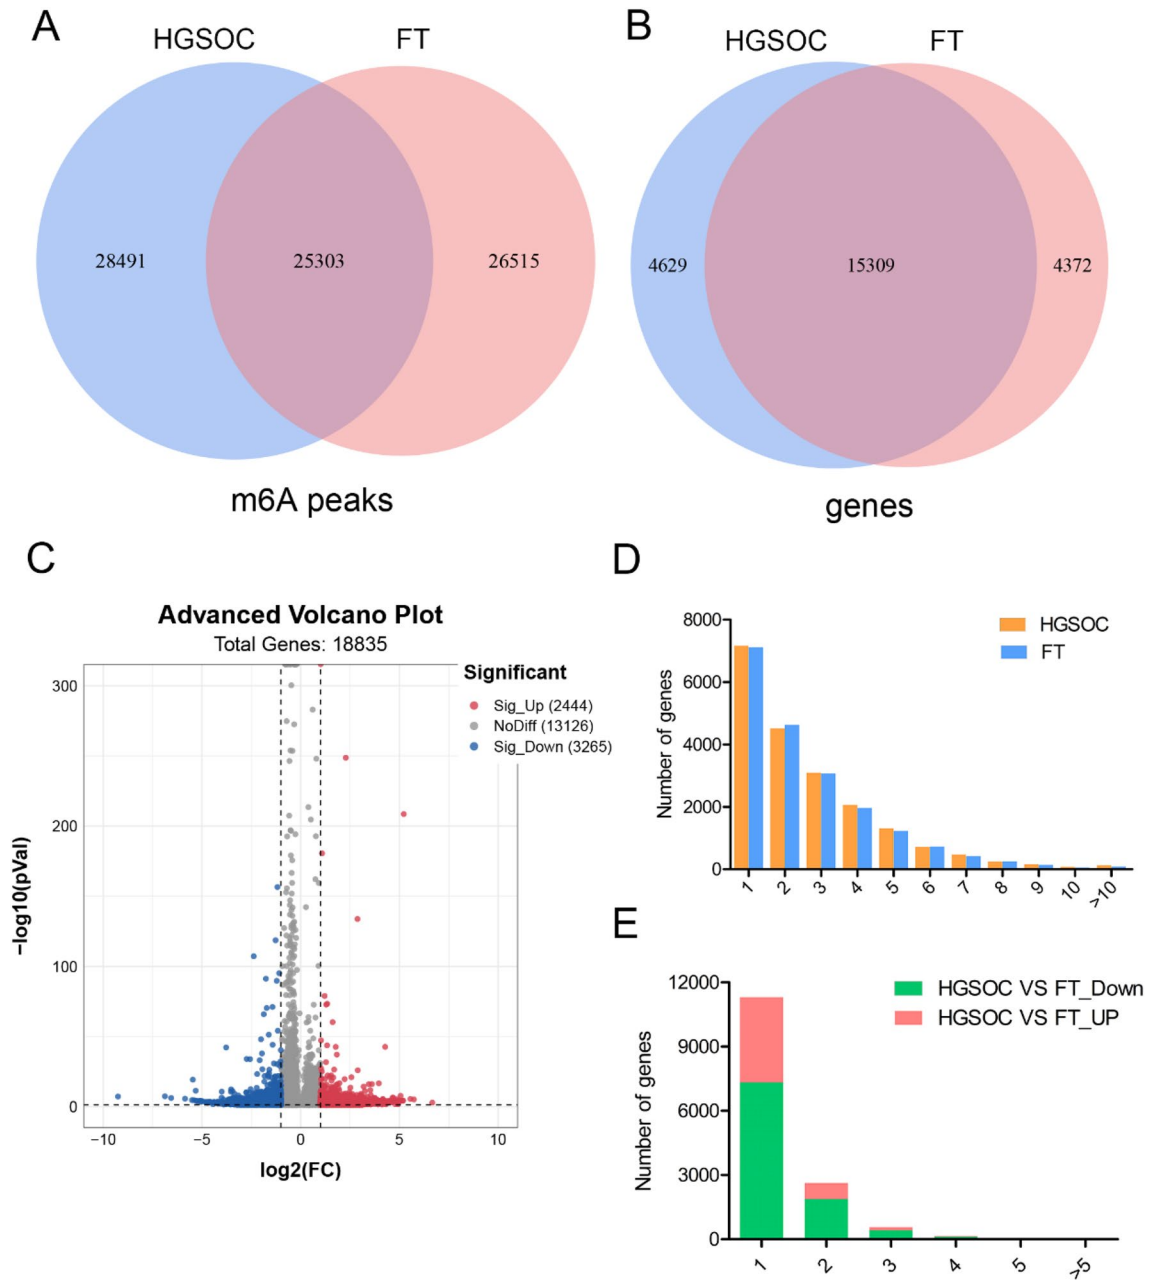 A
HGSOC
FT
28491
25303
26515
m6A peaks
B
HGSOC
FT
4629
15309
4372
genes
C
Advanced Volcano Plot
Total Genes: 18835
Significant
Sig_Up (2444)
NoDiff (13126)
Sig_Down (3265)
−log10(pVal)
300
200
100
0
−10
−5
0
5
10
log2(FC)
D
HGSOC
FT
Number of genes
8000
6000
4000
2000
0
1
2
3
4
5
6
7
8
9
10
>10
E
HGSOC VS FT_Down
HGSOC VS FT_UP
Number of genes
12000
9000
6000
3000
0
1
2
3
4
5
>5